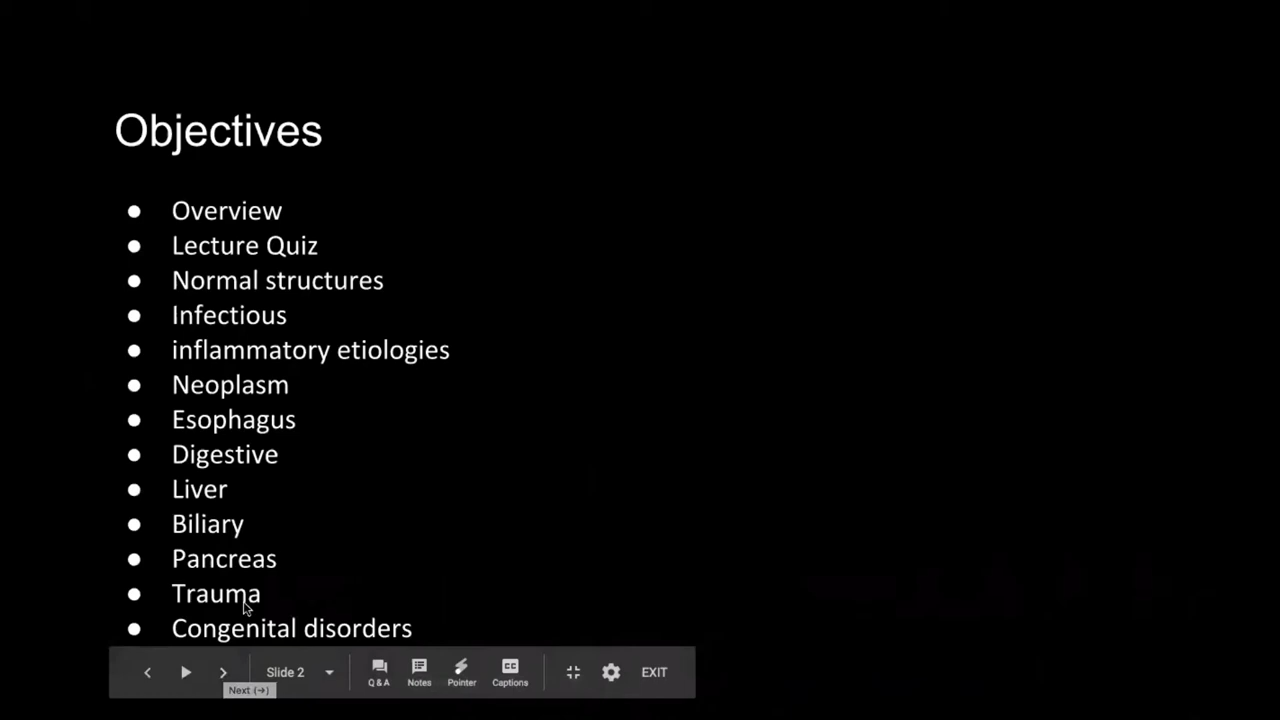 Objectives
● Overview
● Lecture Quiz
● Normal structures
● Infectious
● inflammatory etiologies
● Neoplasm
● Esophagus
● Digestive
● Liver
● Biliary
● Pancreas
● Trauma
● Congenital disorders
Slide 2 Q & A Notes Pointer CC Captions EXIT
Next (→)